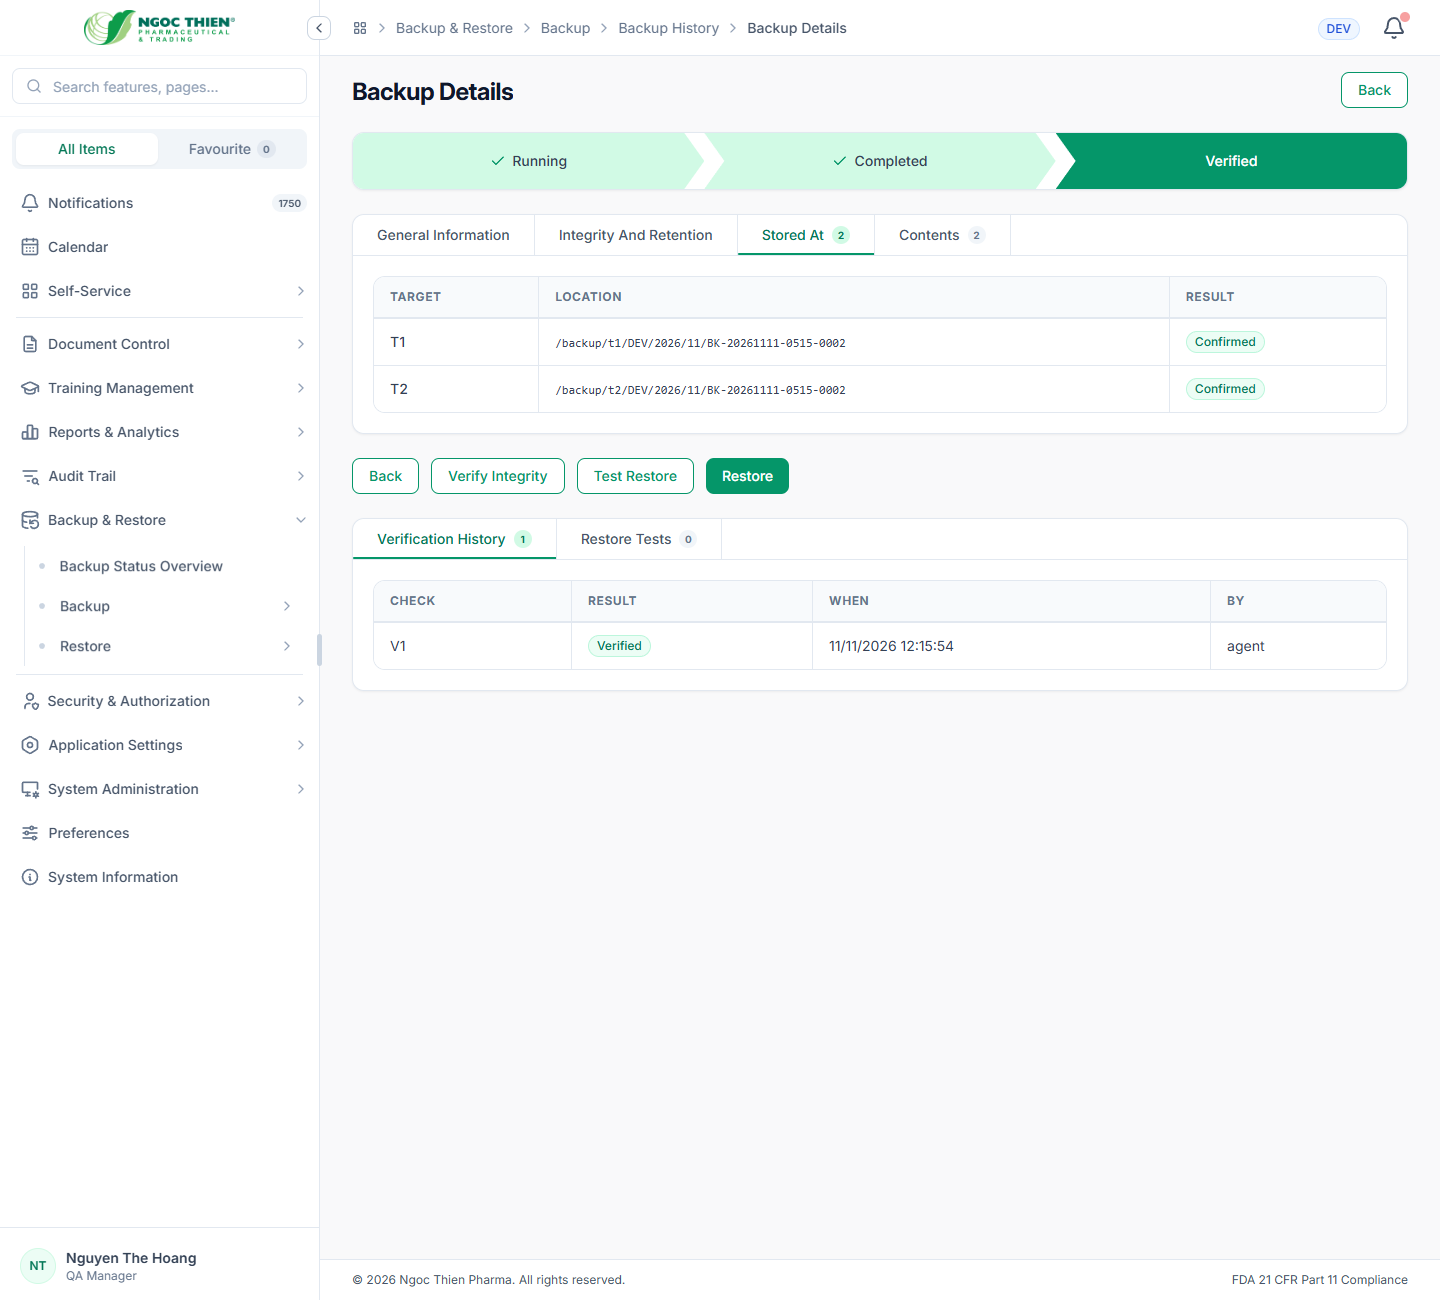 NGOC THIEN®
PHARMACEUTICAL
& TRADING
Search features, pages...
All Items
Favourite 0
Notifications 1750
Calendar
Self-Service
Document Control
Training Management
Reports & Analytics
Audit Trail
Backup & Restore
Backup Status Overview
Backup
Restore
Security & Authorization
Application Settings
System Administration
Preferences
System Information
NT
Nguyen The Hoang
QA Manager
Backup & Restore > Backup > Backup History > Backup Details
DEV
Backup Details
Back
Running
Completed
Verified
General Information
Integrity And Retention
Stored At 2
Contents 2
TARGET LOCATION RESULT
T1 /backup/t1/DEV/2026/11/BK-20261111-0515-0002 Confirmed
T2 /backup/t2/DEV/2026/11/BK-20261111-0515-0002 Confirmed
Back
Verify Integrity
Test Restore
Restore
Verification History 1
Restore Tests 0
CHECK RESULT WHEN BY
V1 Verified 11/11/2026 12:15:54 agent
© 2026 Ngoc Thien Pharma. All rights reserved.
FDA 21 CFR Part 11 Compliance